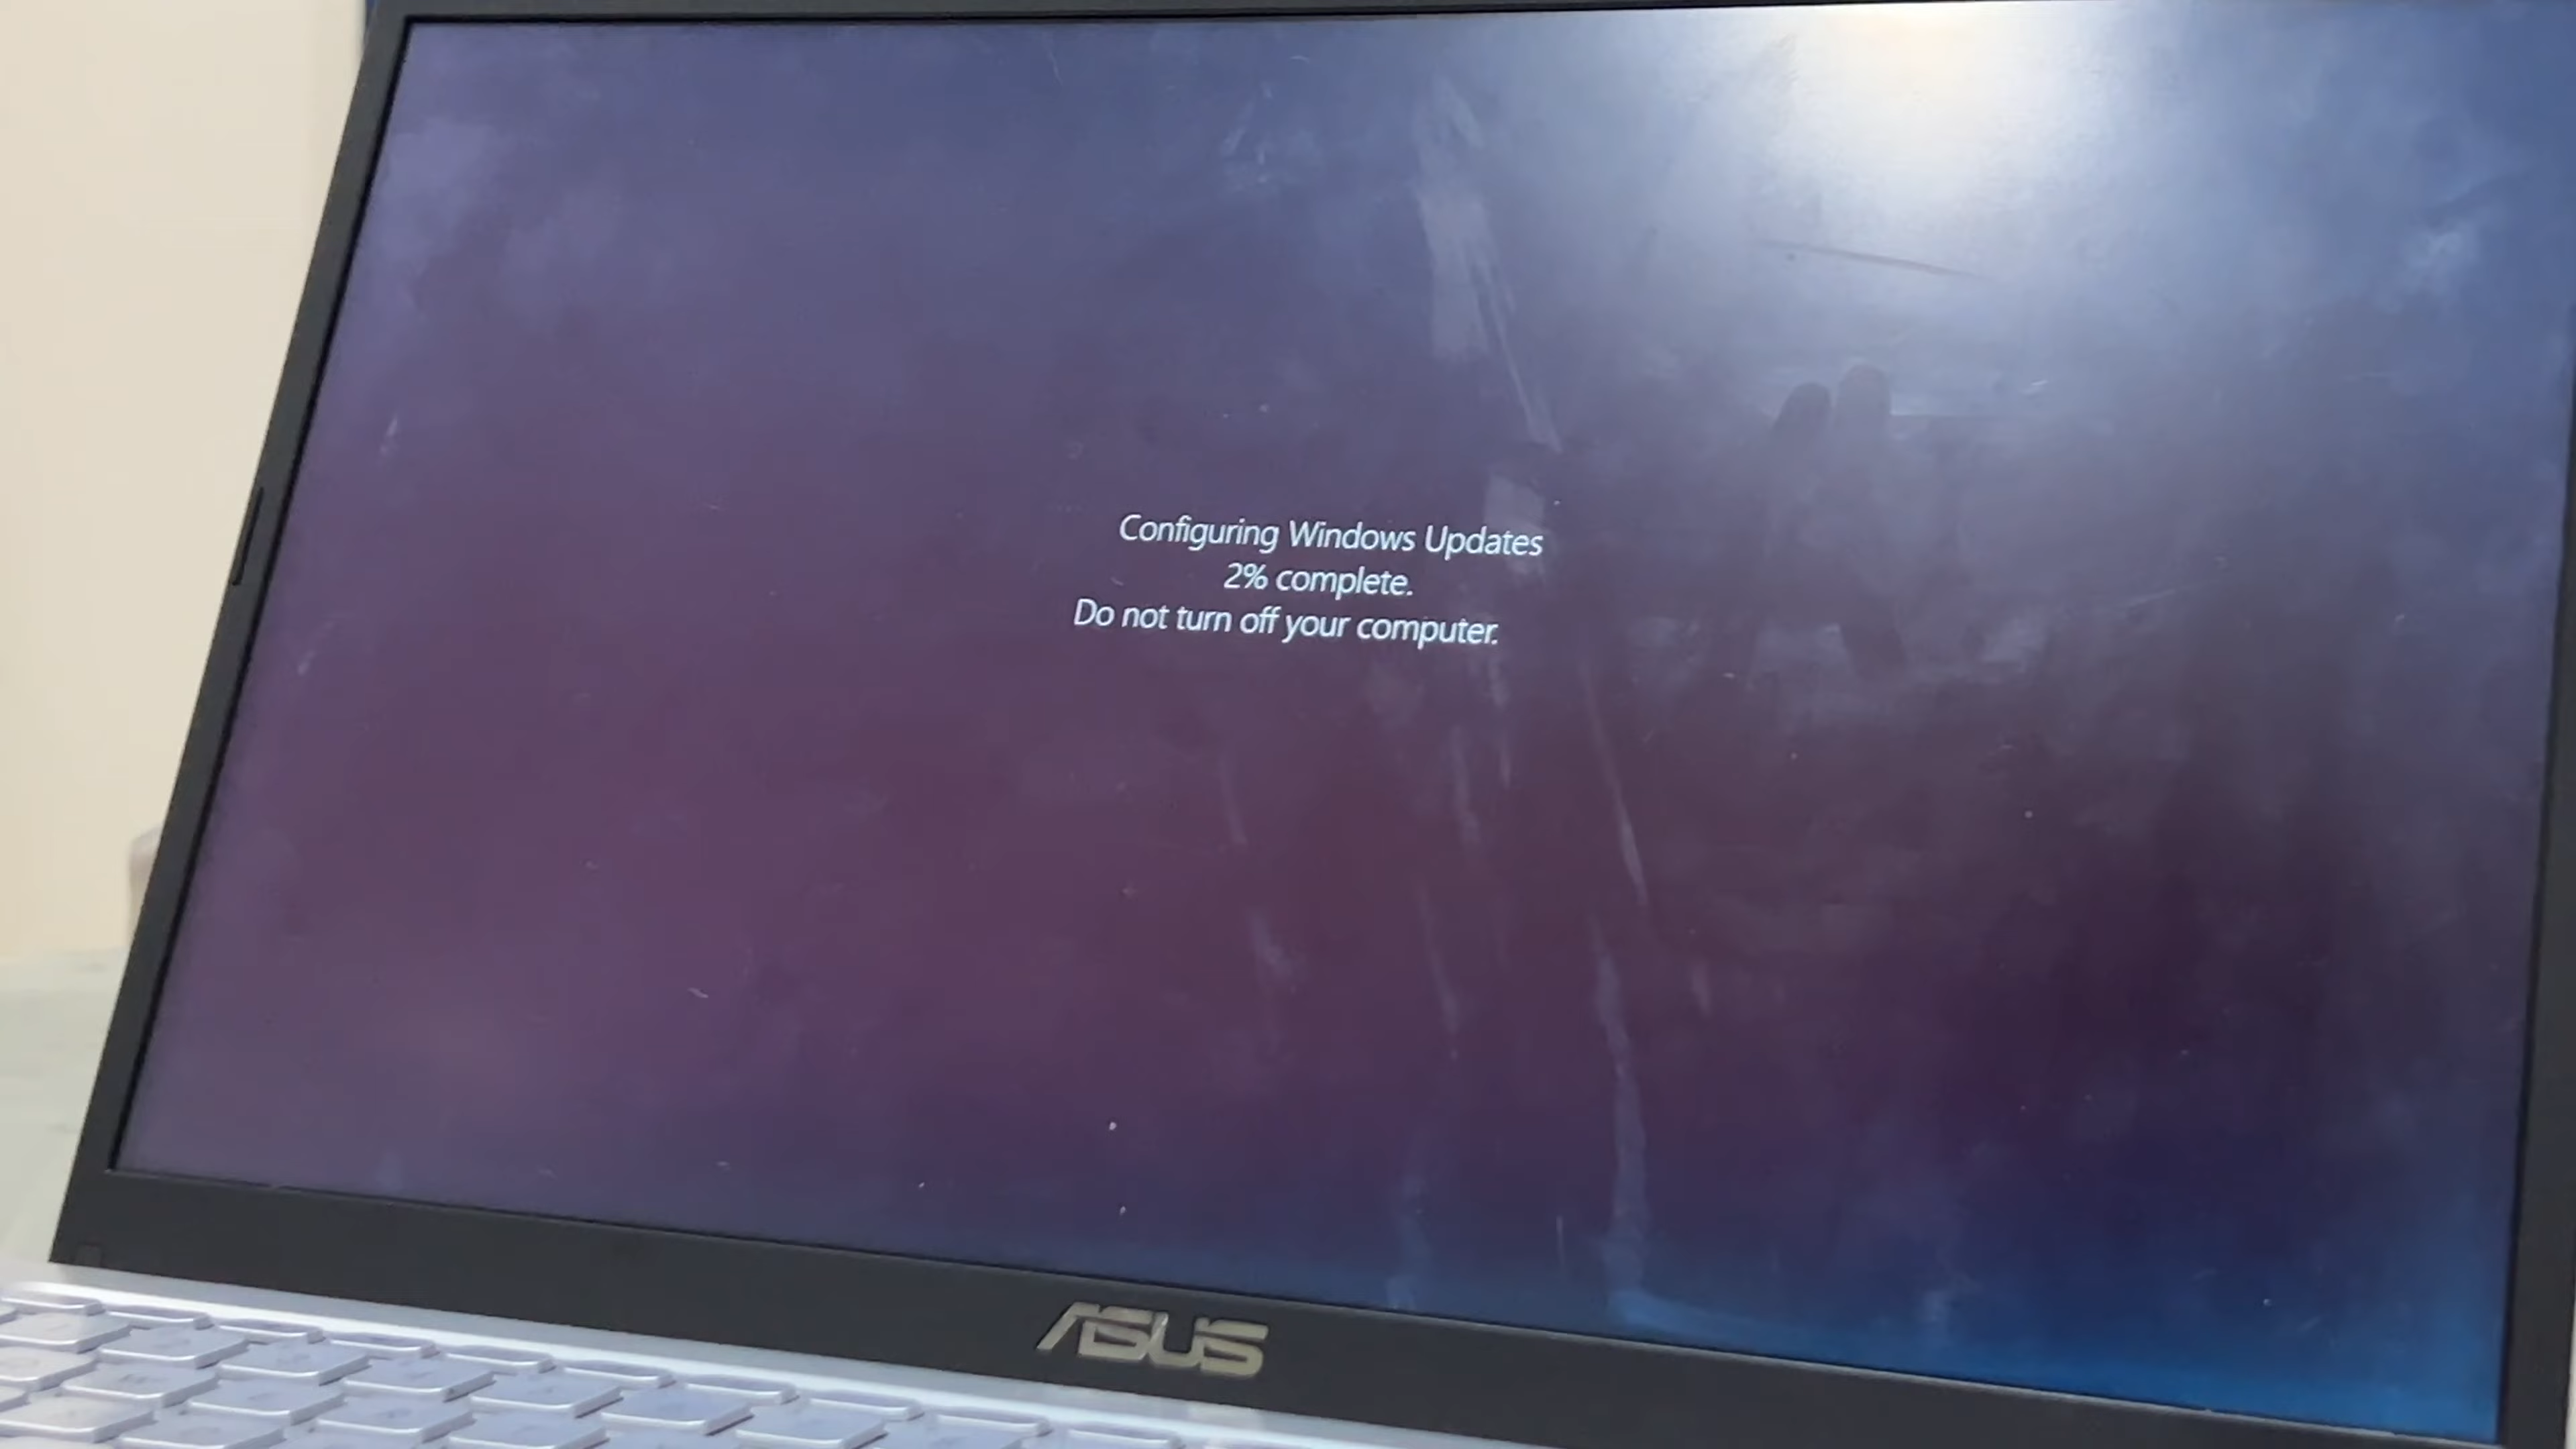 Configuring Windows Updates
2% complete.
Do not turn off your computer.
ASUS